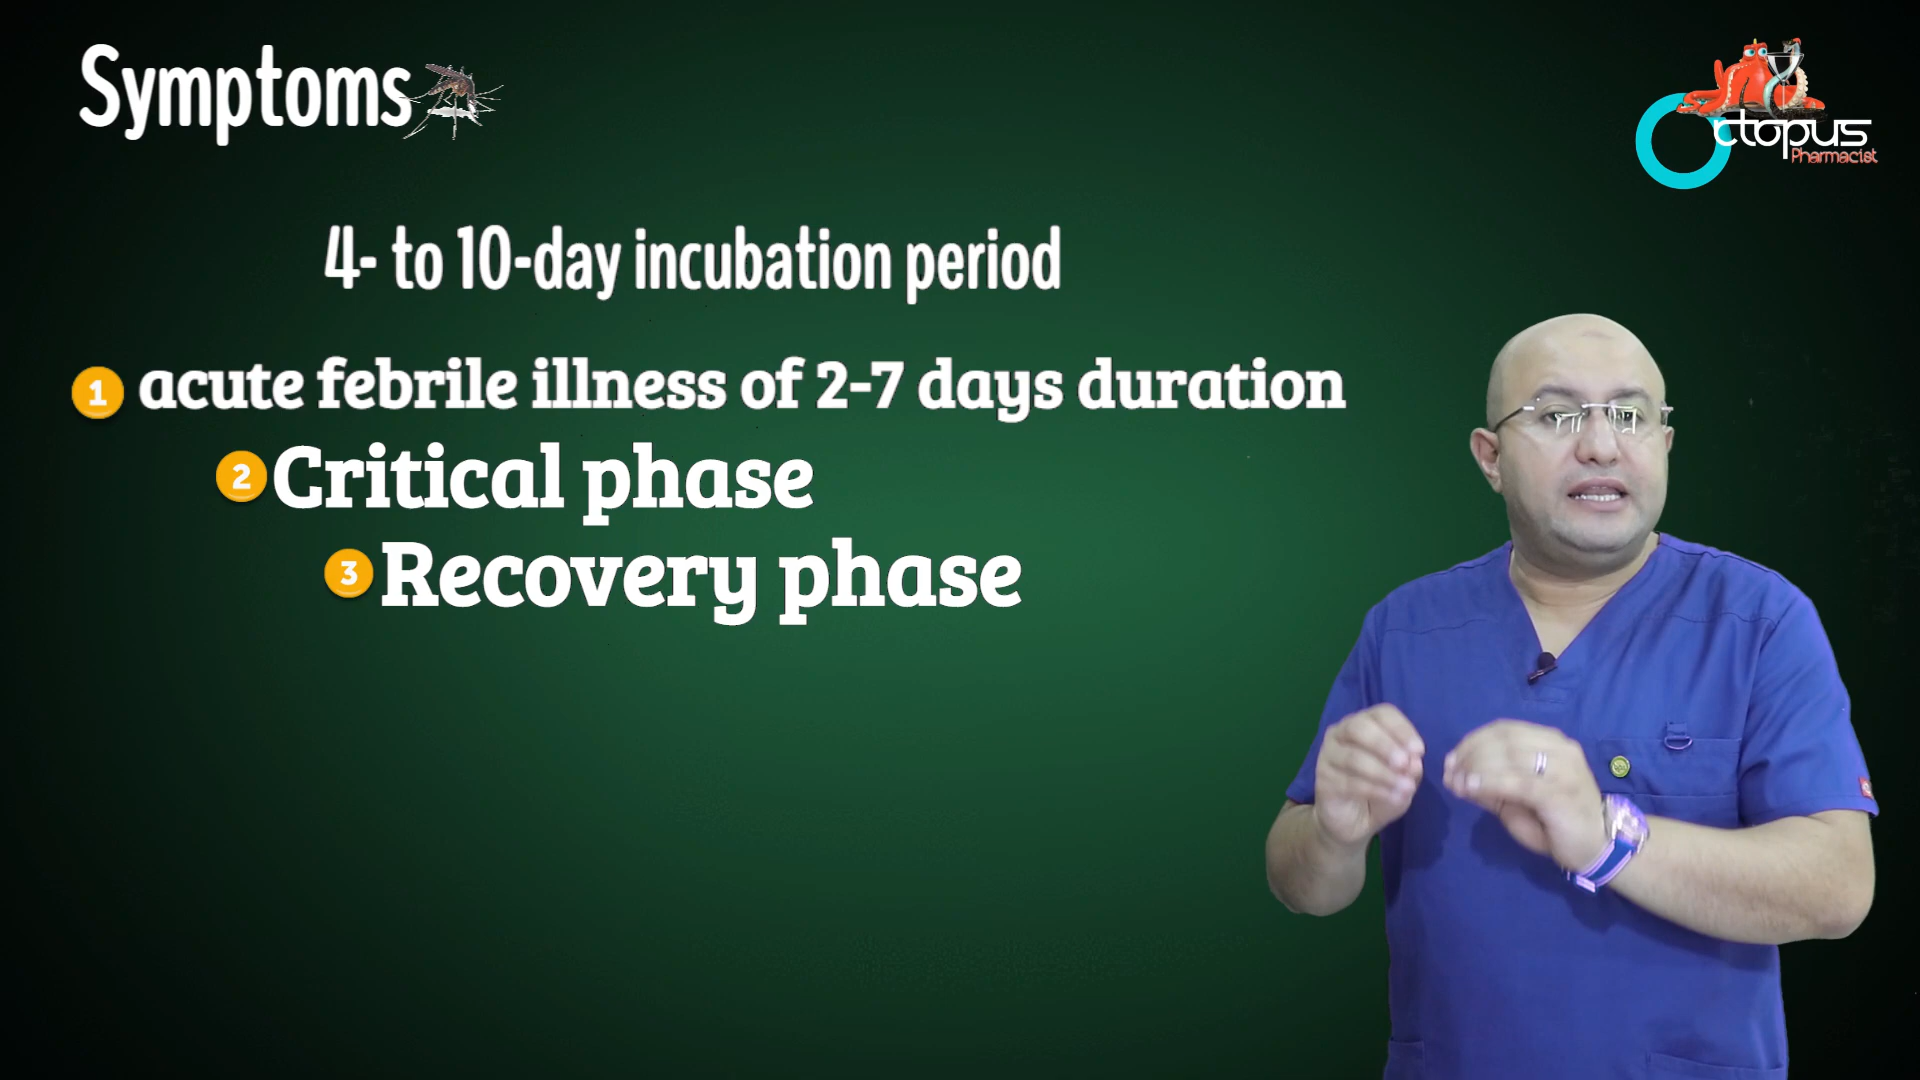 Symptoms
Octopus
Pharmacist
4- to 10-day incubation period
1 acute febrile illness of 2-7 days duration
2 Critical phase
3 Recovery phase